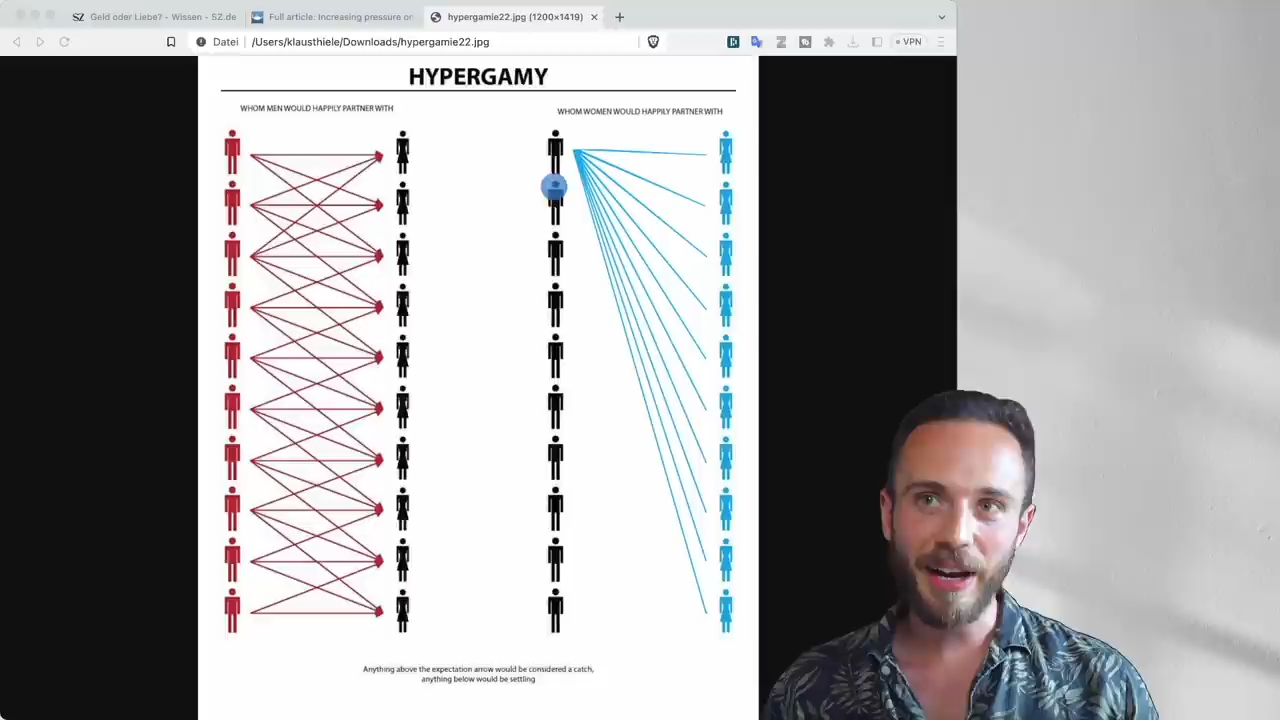 Geld oder Liebe? - Wissen - SZ.de
Full article: Increasing pressure on
hypergamie22.jpg (1200×1419)
Datei /Users/klausthiele/Downloads/hypergamie22.jpg
VPN
HYPERGAMY
WHOM MEN WOULD HAPPILY PARTNER WITH
WHOM WOMEN WOULD HAPPILY PARTNER WITH
Anything above the expectation arrow would be considered a catch,
anything below would be settling